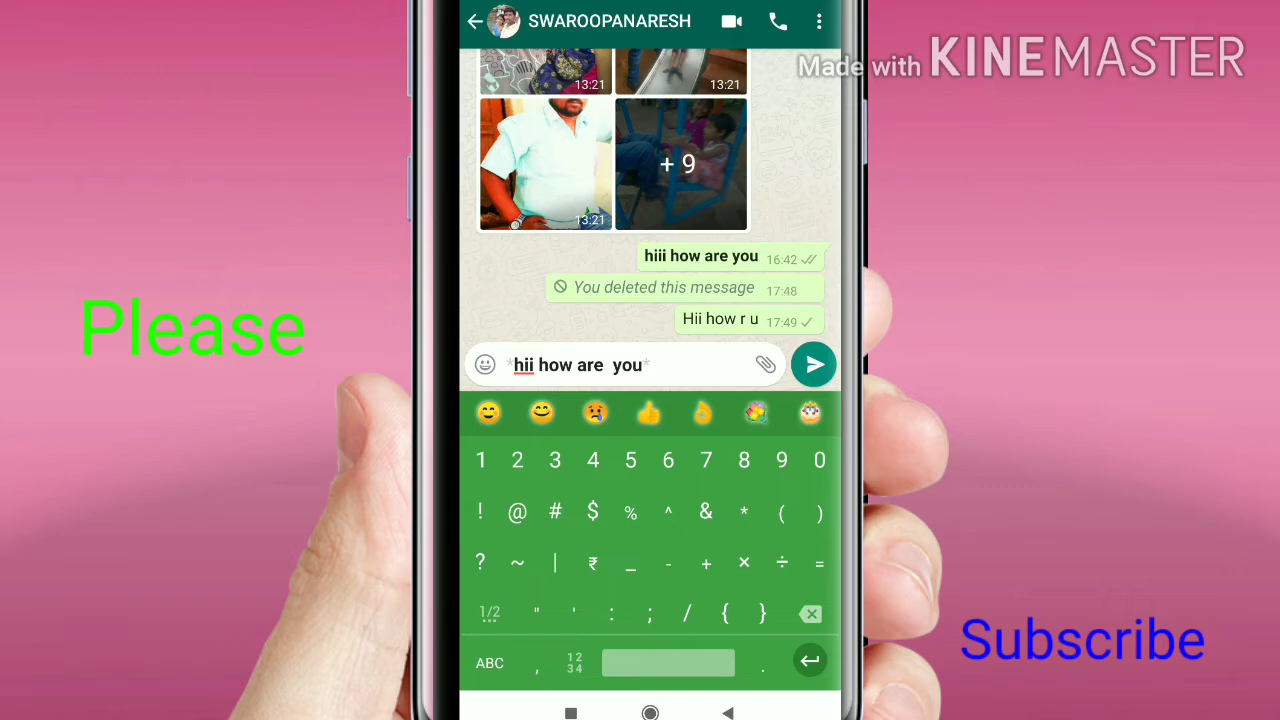 SWAROOPANARESH
Made with KINEMASTER
13:21
13:21
+ 9
13:21
hiii how are you 16:42
You deleted this message 17:48
Please
Hii how r u 17:49
*hii how are  you*
1 2 3 4 5 6 7 8 9 0
! @ # $ % ^ & * ( )
? ~ | ₹ _ - + × ÷ =
1/2 " ' : ; / { }
Subscribe
ABC , 12 34 .